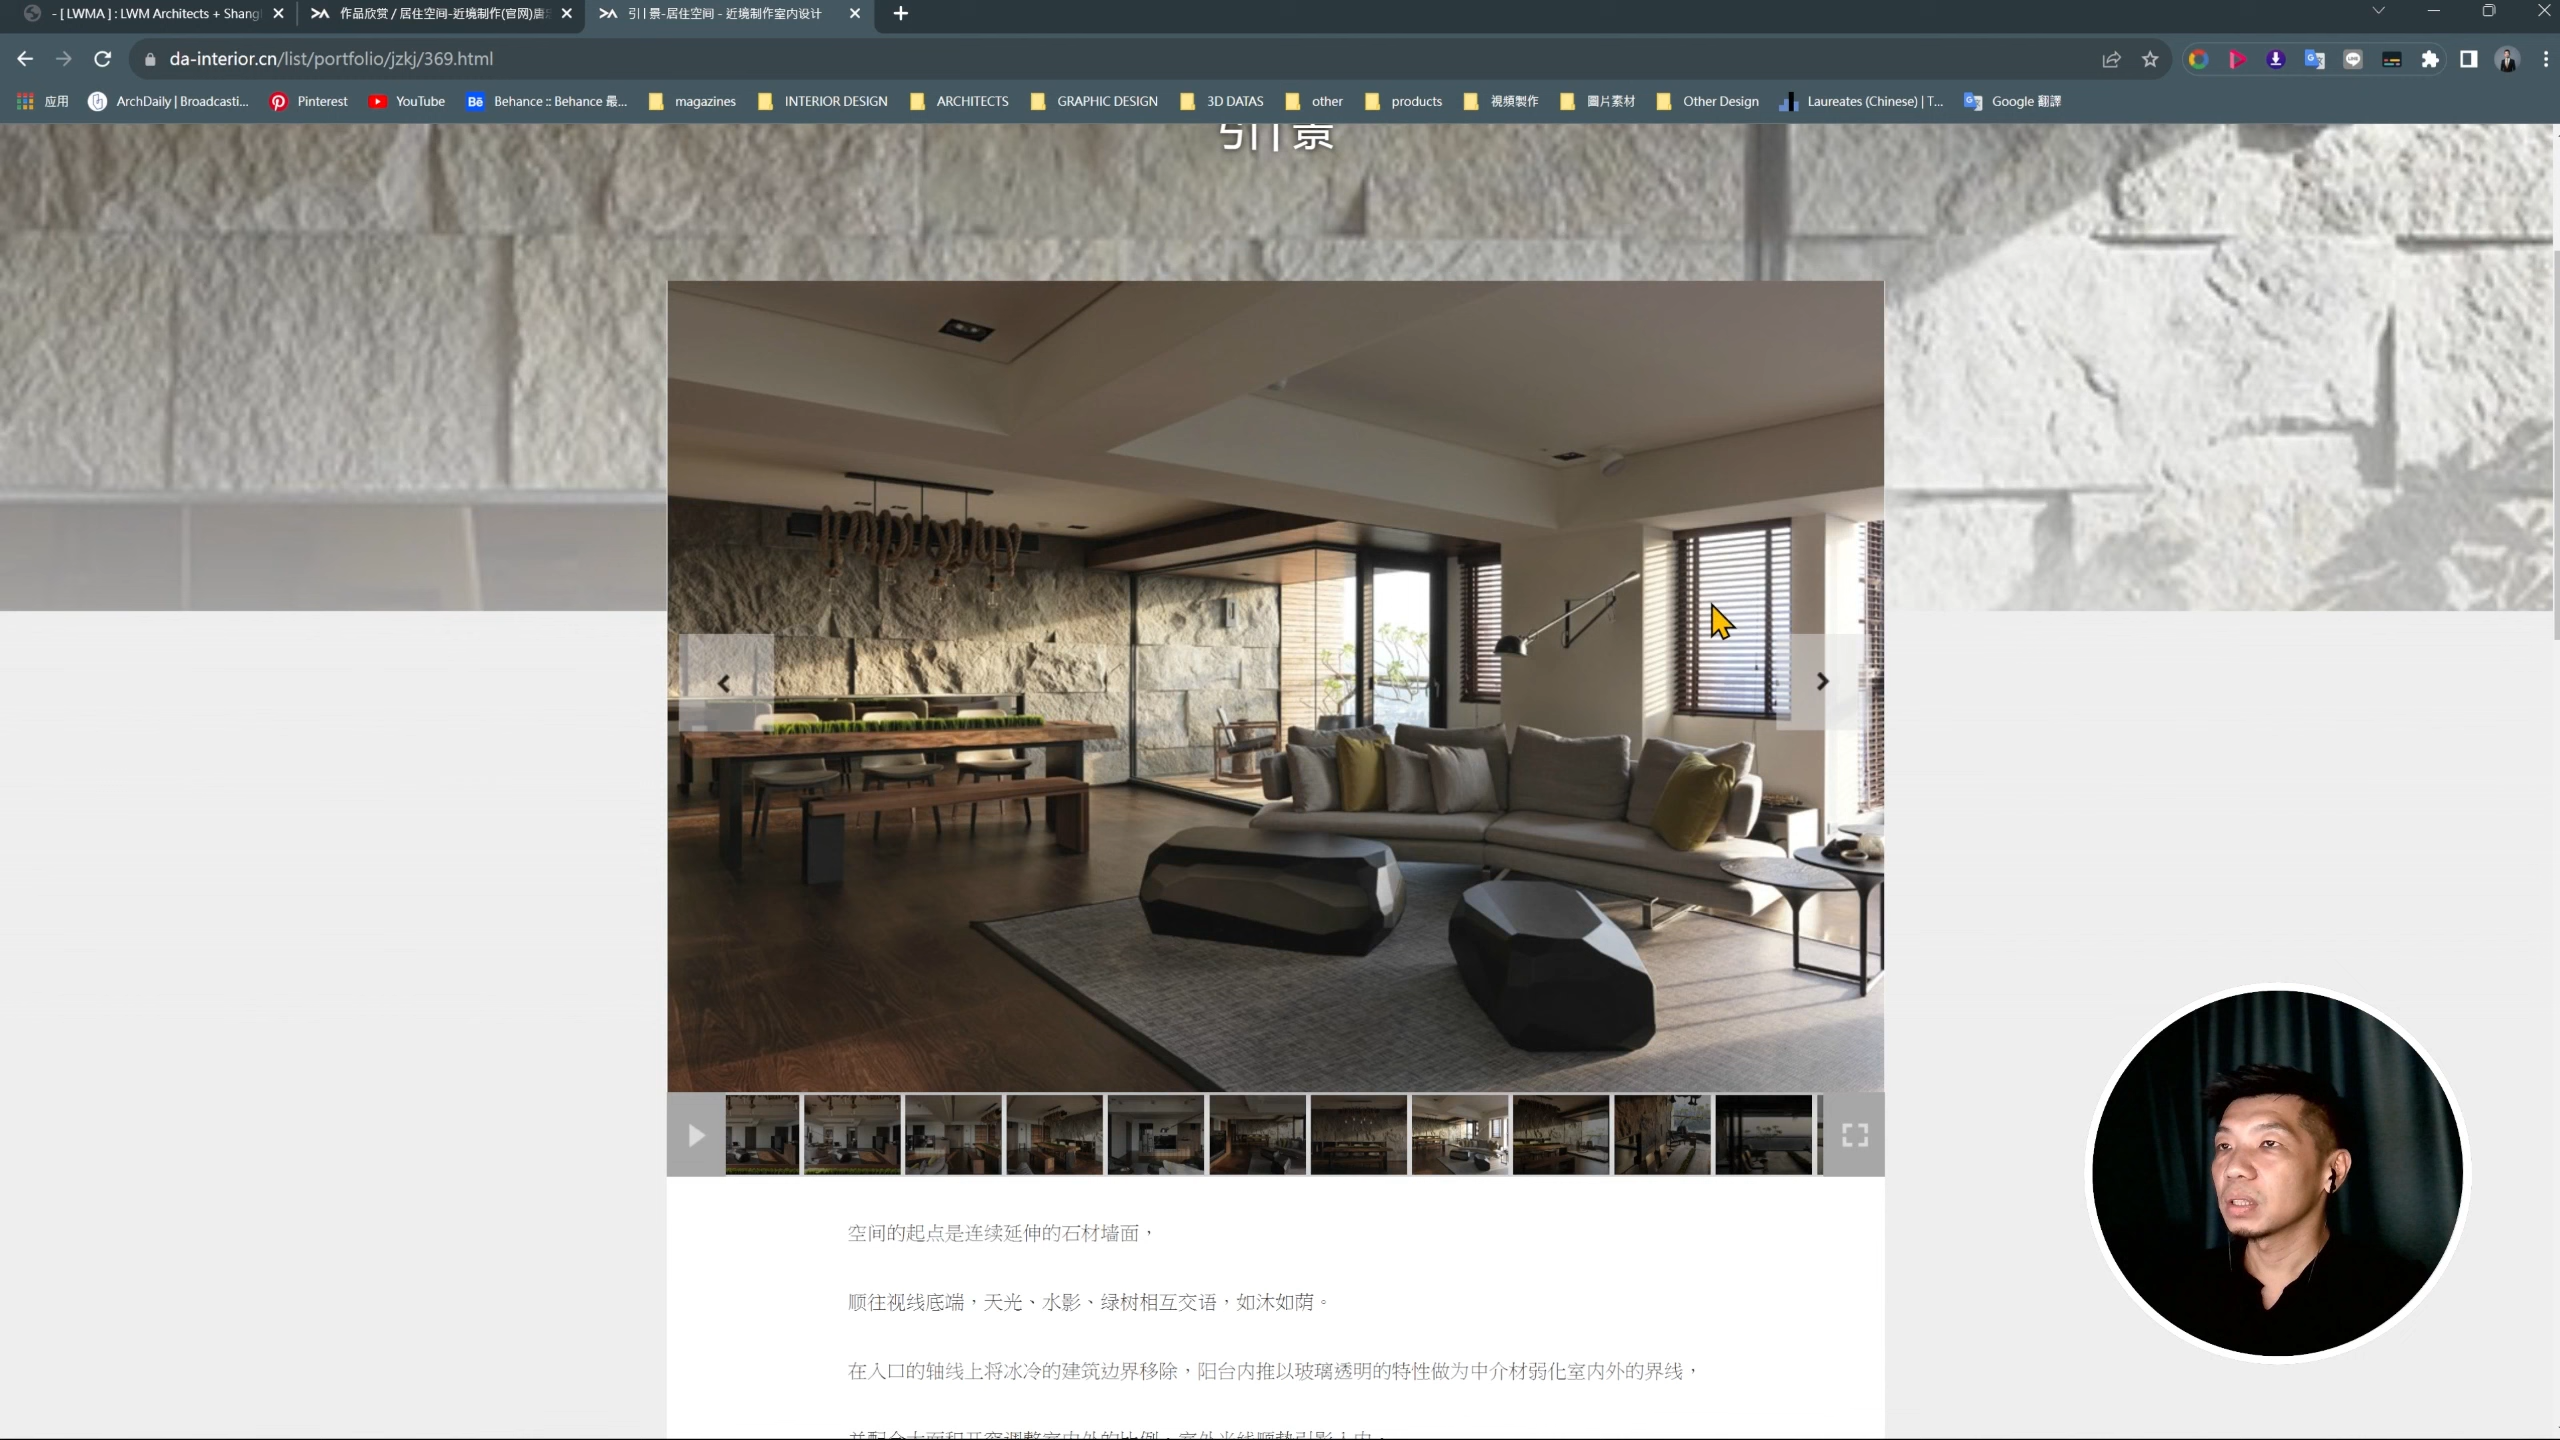 - [ LWMA ] : LWM Architects + Shang
作品欣赏 / 居住空间-近境制作(官网)唐
引 | 景-居住空间 - 近境制作室内设计
da-interior.cn/list/portfolio/jzkj/369.html
应用
ArchDaily | Broadcasti...
Pinterest
YouTube
Bē
Behance :: Behance 最...
magazines
INTERIOR DESIGN
ARCHITECTS
GRAPHIC DESIGN
3D DATAS
other
products
視頻製作
圖片素材
Other Design
Laureates (Chinese) | T...
Google 翻譯
引 | 景
空间的起点是连续延伸的石材墙面，
顺往视线底端，天光、水影、绿树相互交语，如沐如荫。
在入口的轴线上将冰冷的建筑边界移除，阳台内推以玻璃透明的特性做为中介材弱化室内外的界线，